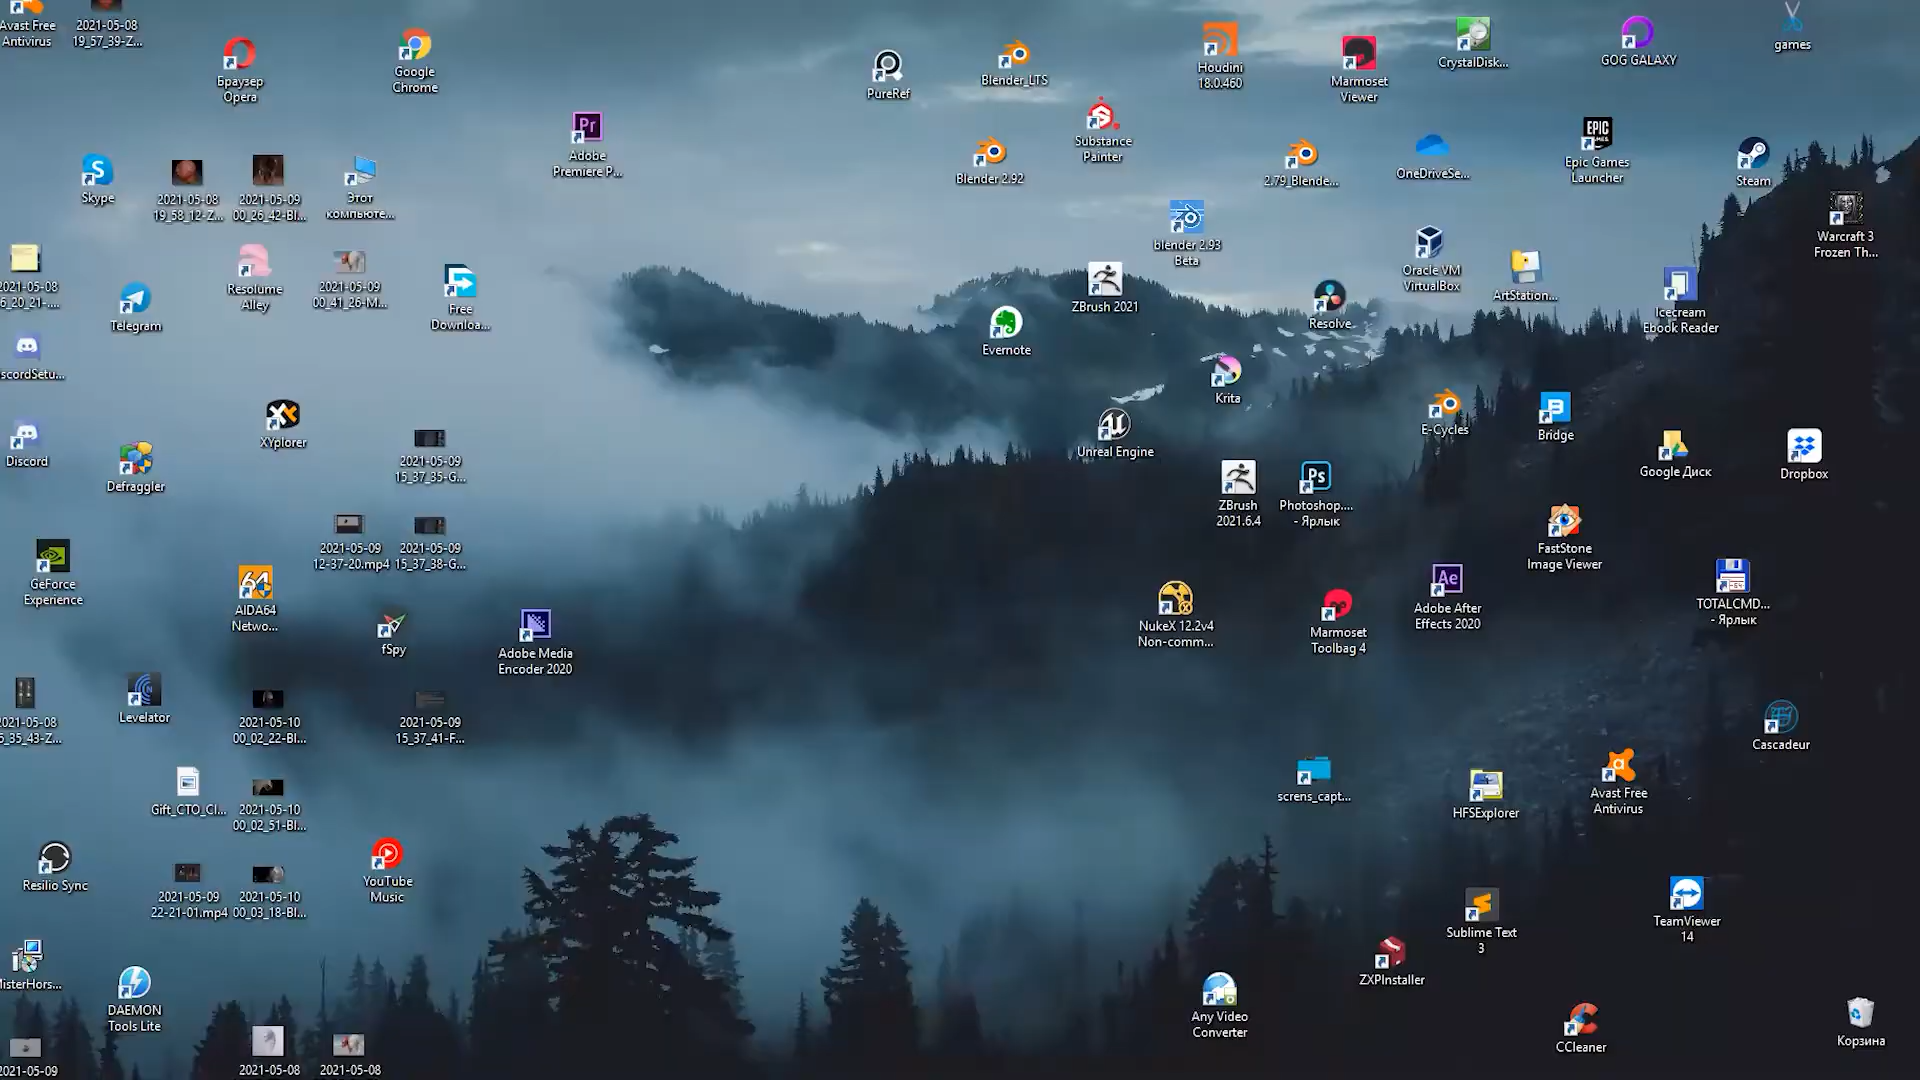 Avast Free
Antivirus
2021-05-08
19_57_39-Z...
Браузер
Opera
Google
Chrome
PureRef
Blender_LTS
Houdini
18.0.460
Marmoset
Viewer
CrystalDisk...
GOG GALAXY
games
Adobe
Premiere P...
Substance
Painter
Blender 2.92
2.79_Blende...
OneDriveSe...
EPIC
GAMES
Epic Games
Launcher
Steam
Skype
2021-05-08
19_58_12-Z...
2021-05-09
00_26_42-Bl...
Этот
компьюте...
Warcraft 3
Frozen Th...
blender 2.93
Beta
Oracle VM
VirtualBox
ArtStation...
Icecream
Ebook Reader
2021-05-08
6_20_21-....
Telegram
Resolume
Alley
2021-05-09
00_41_26-M...
Free
Downloa...
Evernote
ZBrush 2021
Resolve
scordSetu...
Krita
XYplorer
Discord
Defraggler
2021-05-09
15_37_35-G...
Unreal Engine
E-Cycles
Bridge
Google Диск
Dropbox
ZBrush
2021.6.4
Ps
Photoshop....
- Ярлык
2021-05-09
12-37-20.mp4
2021-05-09
15_37_38-G...
FastStone
Image Viewer
GeForce
Experience
64
AIDA64
Netwo...
fSpy
Adobe Media
Encoder 2020
NukeX 12.2v4
Non-comm...
Marmoset
Toolbag 4
Ae
Adobe After
Effects 2020
TOTALCMD...
- Ярлык
2021-05-08
5_35_43-Z...
Levelator
2021-05-10
00_02_22-Bl...
2021-05-09
15_37_41-F...
Cascadeur
Gift_CTO_Cl...
2021-05-10
00_02_51-Bl...
screns_capt...
HFSExplorer
Avast Free
Antivirus
Resilio Sync
2021-05-09
22-21-01.mp4
2021-05-10
00_03_18-Bl...
YouTube
Music
Sublime Text
3
TeamViewer
14
MisterHors...
DAEMON
Tools Lite
ZXPInstaller
Any Video
Converter
CCleaner
Корзина
2021-05-09
2021-05-08
2021-05-08